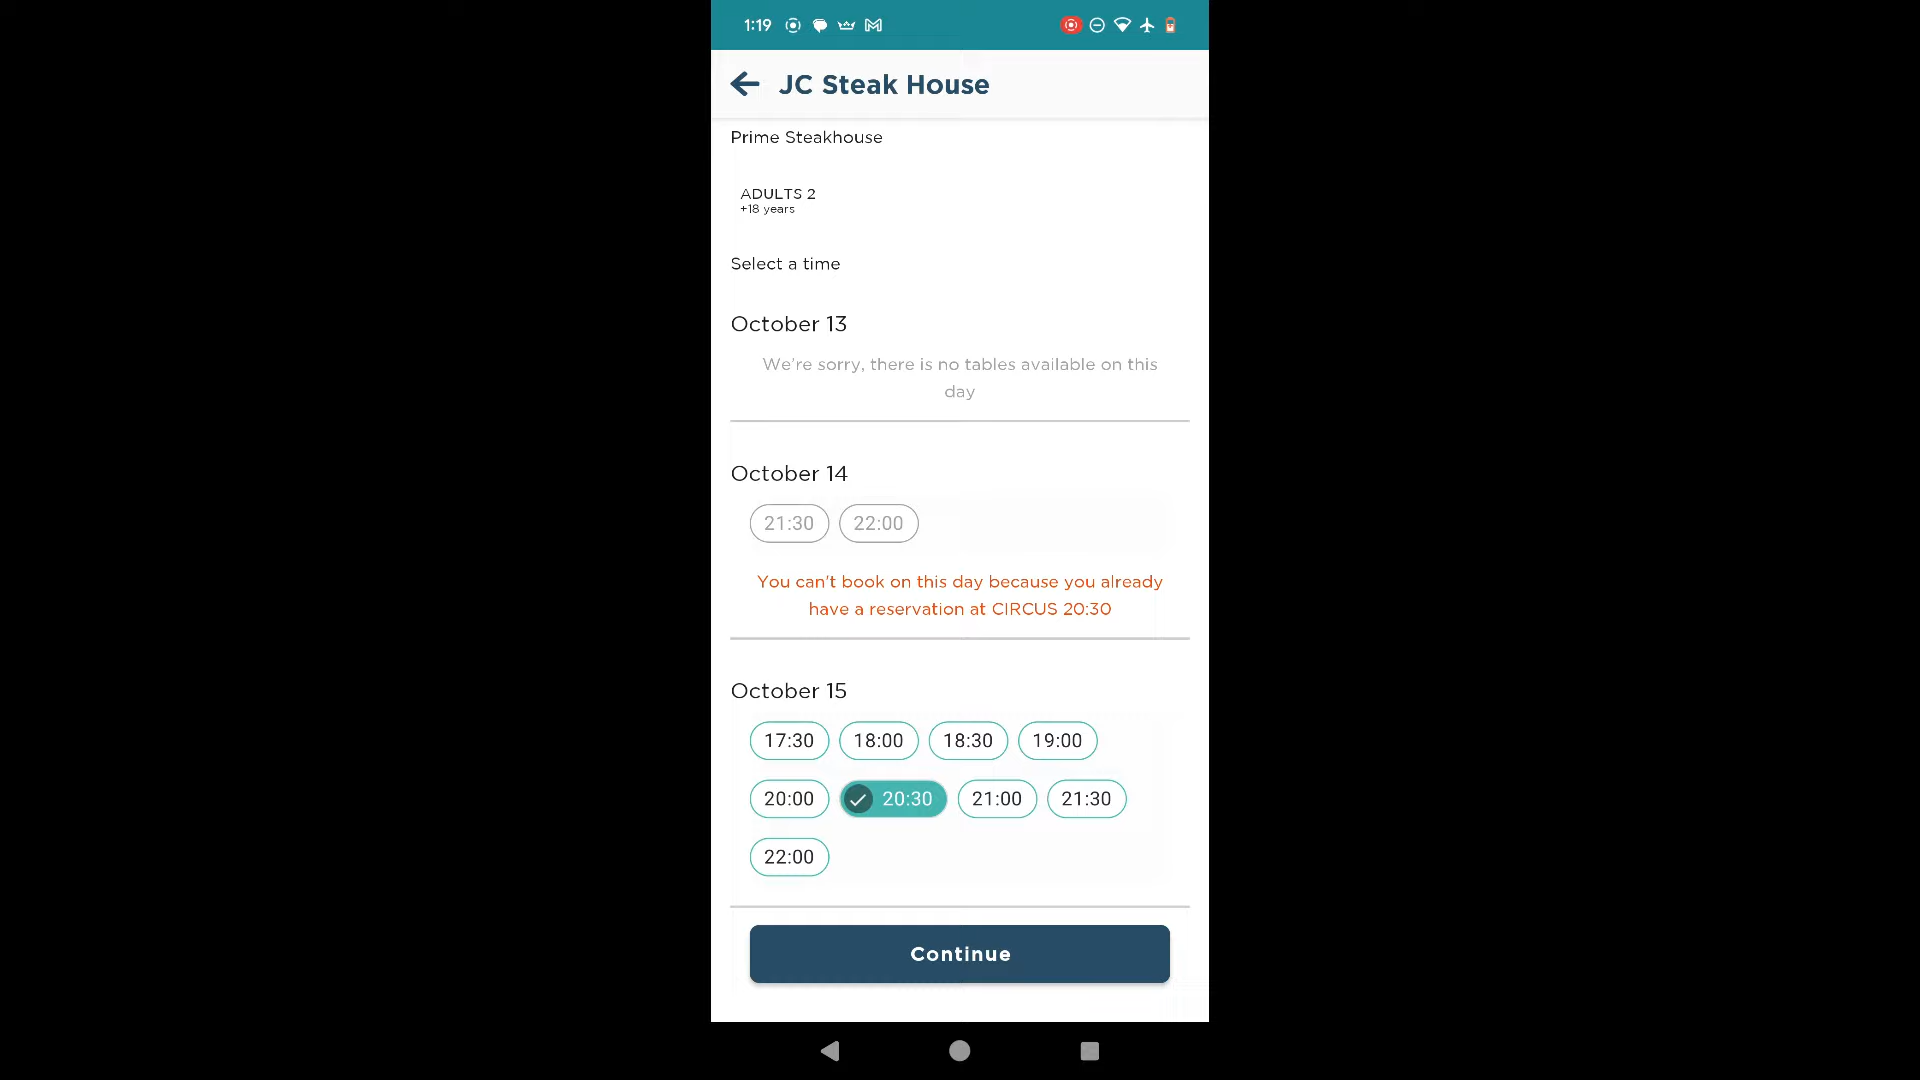 1:19
JC Steak House
Prime Steakhouse
ADULTS 2
+18 years
Select a time
October 13
We're sorry, there is no tables available on this
day
October 14
21:30 22:00
You can't book on this day because you already
have a reservation at CIRCUS 20:30
October 15
17:30 18:00 18:30 19:00
20:00 20:30 21:00 21:30
22:00
Continue